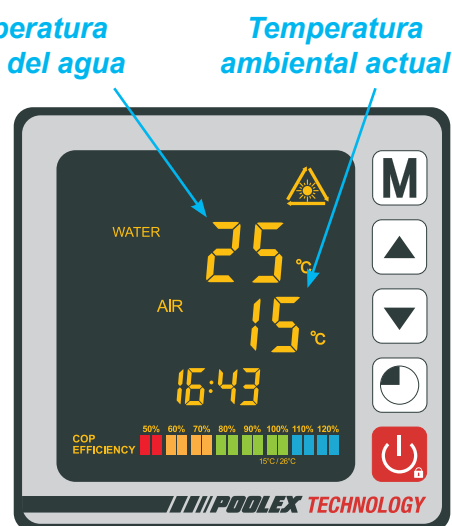 peratura
del agua
Temperatura
ambiental actual
M
WATER
25 °C
AIR
15 °C
16:43
50% 60% 70% 80% 90% 100% 110% 120%
COP
EFFICIENCY
15°C / 26°C
POOLEX TECHNOLOGY